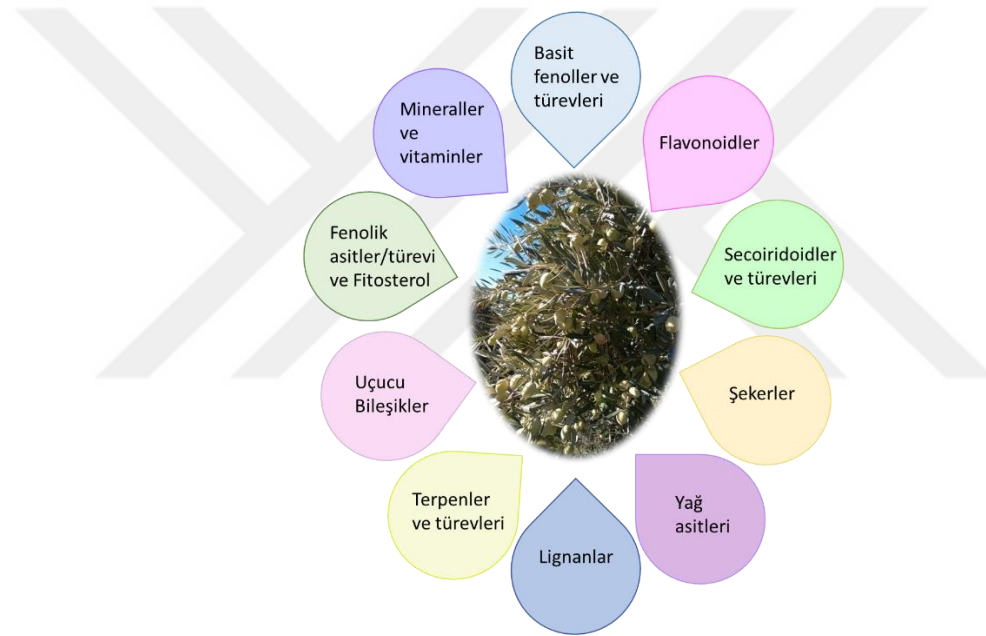 Basit
fenoller ve
türevleri
Flavonoidler
Secoiridoidler
ve türevleri
Şekerler
Yağ
asitleri
Lignanlar
Terpenler
ve türevleri
Uçucu
Bileşikler
Fenolik
asitler/türevi
ve Fitosterol
Mineraller
ve
vitaminler